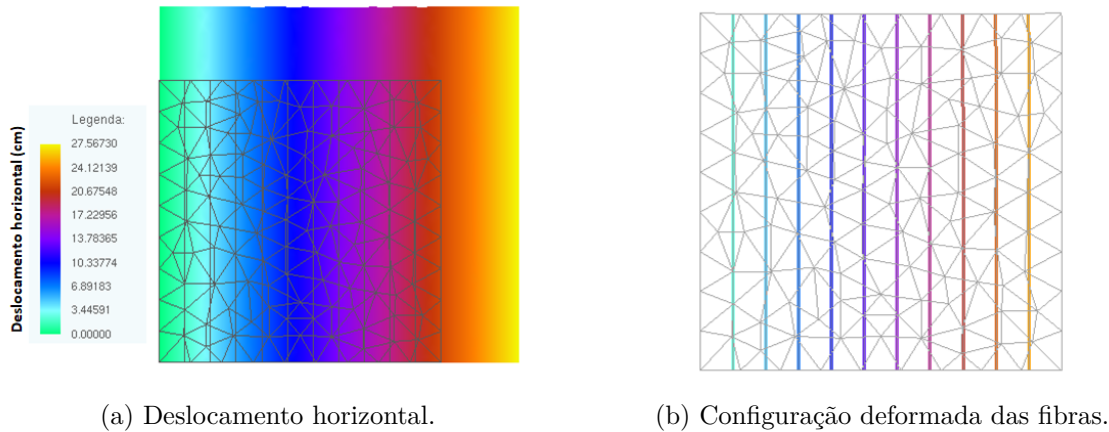 Deslocamento horizontal (cm)
Legenda:
27.56730
24.12139
20.67548
17.22956
13.78365
10.33774
6.89183
3.44591
0.00000
(a) Deslocamento horizontal.
(b) Configuração deformada das fibras.